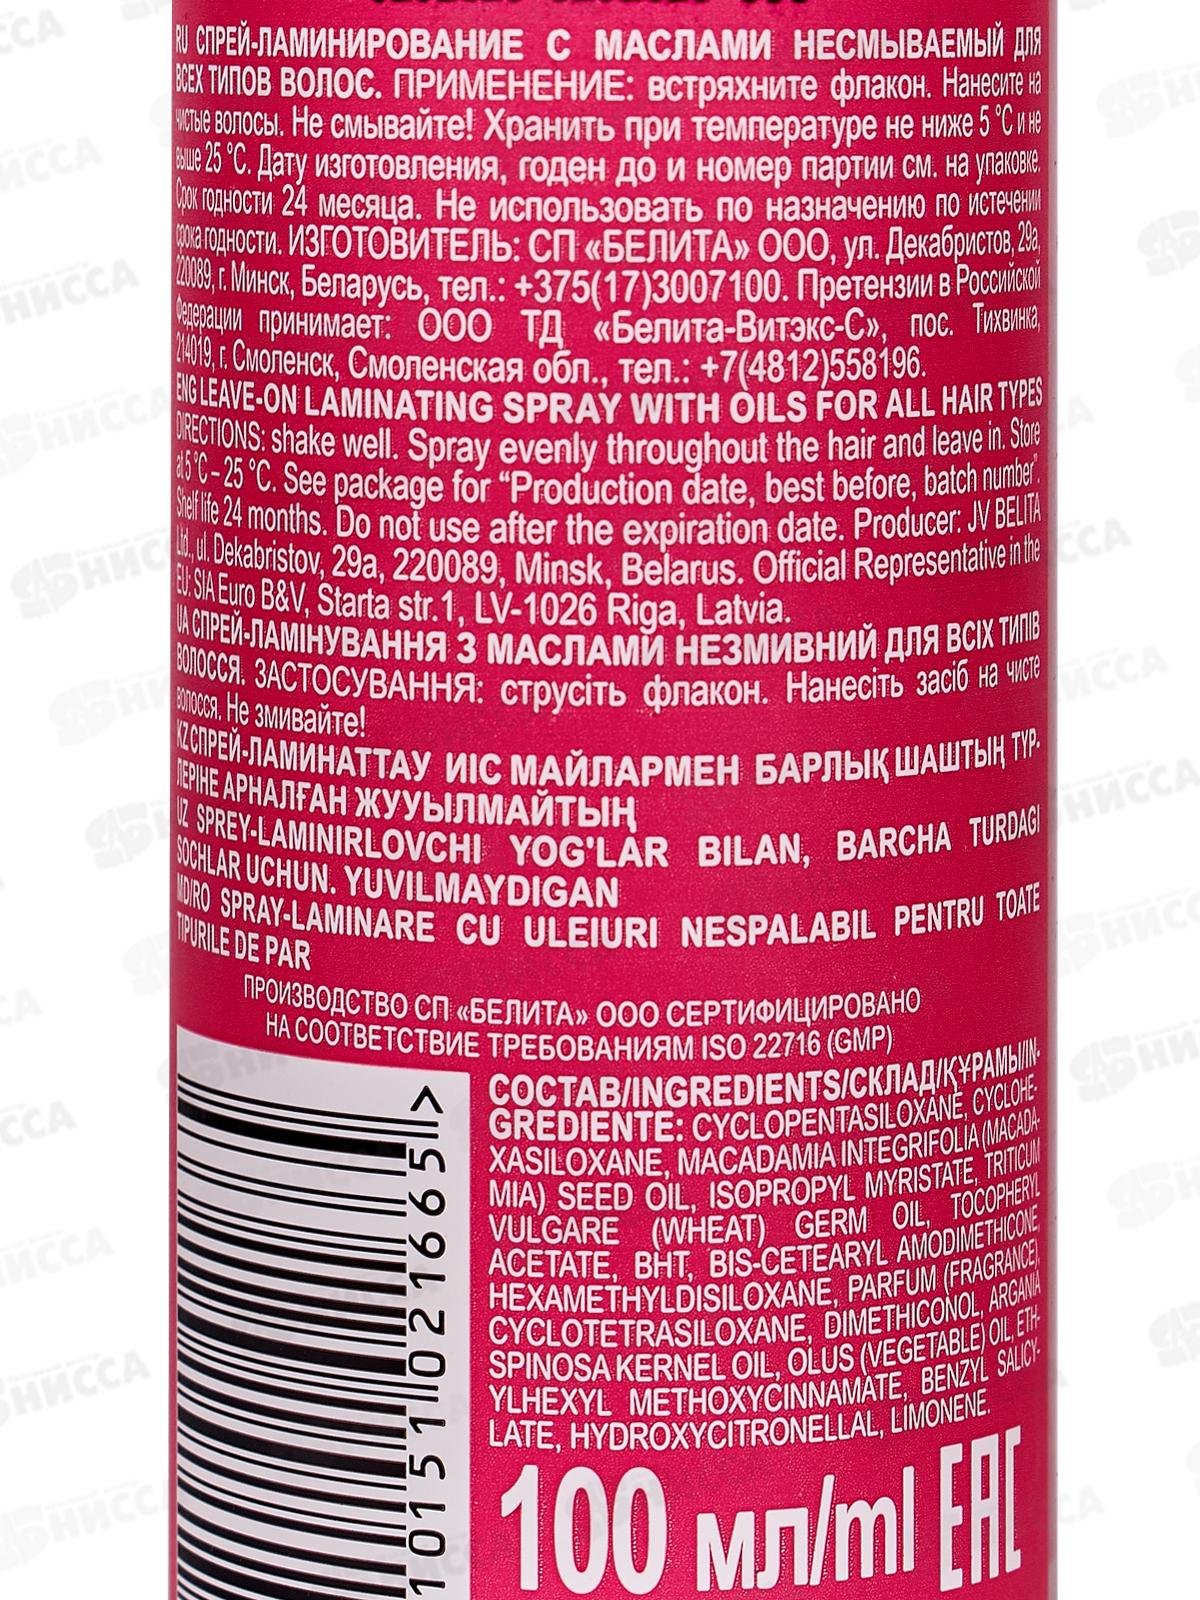 RU СПРЕЙ-ЛАМИНИРОВАНИЕ С МАСЛАМИ НЕСМЫВАЕМЫЙ ДЛЯ
ВСЕХ ТИПОВ ВОЛОС. ПРИМЕНЕНИЕ: встряхните флакон. Нанесите на
чистые волосы. Не смывайте! Хранить при температуре не ниже 5 °С и не
выше 25 °С. Дату изготовления, годен до и номер партии см. на упаковке.
Срок годности 24 месяца. Не использовать по назначению по истечении
срока годности. ИЗГОТОВИТЕЛЬ: СП «БЕЛИТА» ООО, ул. Декабристов, 29а,
220089, г. Минск, Беларусь, тел.: +375(17)3007100. Претензии в Российской
Федерации принимает: ООО ТД «Белита-Витэкс-С», пос. Тихвинка,
214019, г. Смоленск, Смоленская обл., тел.: +7(4812)558196.
ENG LEAVE-ON LAMINATING SPRAY WITH OILS FOR ALL HAIR TYPES
DIRECTIONS: shake well. Spray evenly throughout the hair and leave in. Store
at 5 °C – 25 °C. See package for “Production date, best before, batch number”.
Shelf life 24 months. Do not use after the expiration date. Producer: JV BELITA
Ltd., ul. Dekabristov, 29a, 220089, Minsk, Belarus. Official Representative in the
EU: SIA Euro B&V, Starta str.1, LV-1026 Riga, Latvia.
UA СПРЕЙ-ЛАМІНУВАННЯ З МАСЛАМИ НЕЗМИВНИЙ ДЛЯ ВСІХ ТИПІВ
ВОЛОССЯ. ЗАСТОСУВАННЯ: струсіть флакон. Нанесіть засіб на чисте
волосся. Не змивайте!
KZ СПРЕЙ-ЛАМИНАТТАУ ИІС МАЙЛАРМЕН БАРЛЫҚ ШАШТЫҢ ТҮР-
ЛЕРІНЕ АРНАЛҒАН ЖУУЫЛМАЙТЫҢ
UZ SPREY-LAMINIRLOVCHI YOG'LAR BILAN, BARCHA TURDAGI
SOCHLAR UCHUN. YUVILMAYDIGAN
MD/RO SPRAY-LAMINARE CU ULEIURI NESPALABIL PENTRU TOATE
TIPURILE DE PAR
ПРОИЗВОДСТВО СП «БЕЛИТА» ООО СЕРТИФИЦИРОВАНО
НА СООТВЕТСТВИЕ ТРЕБОВАНИЯМ ISO 22716 (GMP)
СОСТАВ/INGREDIENTS/СКЛАД/ҚҰРАМЫ/IN-
GREDIENTE: CYCLOPENTASILOXANE, CYCLOHE-
XASILOXANE, MACADAMIA INTEGRIFOLIA (MACADA-
MIA) SEED OIL, ISOPROPYL MYRISTATE, TRITICUM
VULGARE (WHEAT) GERM OIL, TOCOPHERYL
ACETATE, BHT, BIS-CETEARYL AMODIMETHICONE,
HEXAMETHYLDISILOXANE, PARFUM (FRAGRANCE),
CYCLOTETRASILOXANE, DIMETHICONOL, ARGANIA
SPINOSA KERNEL OIL, OLUS (VEGETABLE) OIL, ETH-
YLHEXYL METHOXYCINNAMATE, BENZYL SALICY-
LATE, HYDROXYCITRONELLAL, LIMONENE.
100 мл/ml EAC
10151 021665 >
БНИССА